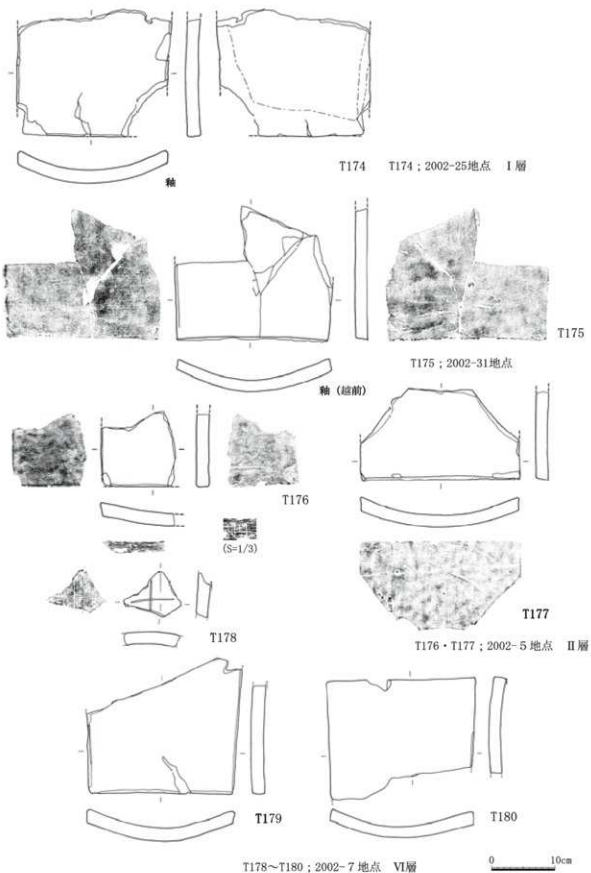 T174　T174 ; 2002-25地点　Ⅰ層
釉
T175
T175 ; 2002-31地点
釉 (越前)
T176
(S=1/3)
T177
T178
T176・T177 ; 2002-5地点　Ⅱ層
T179
T180
T178～T180 ; 2002-7地点　Ⅵ層
0　10cm